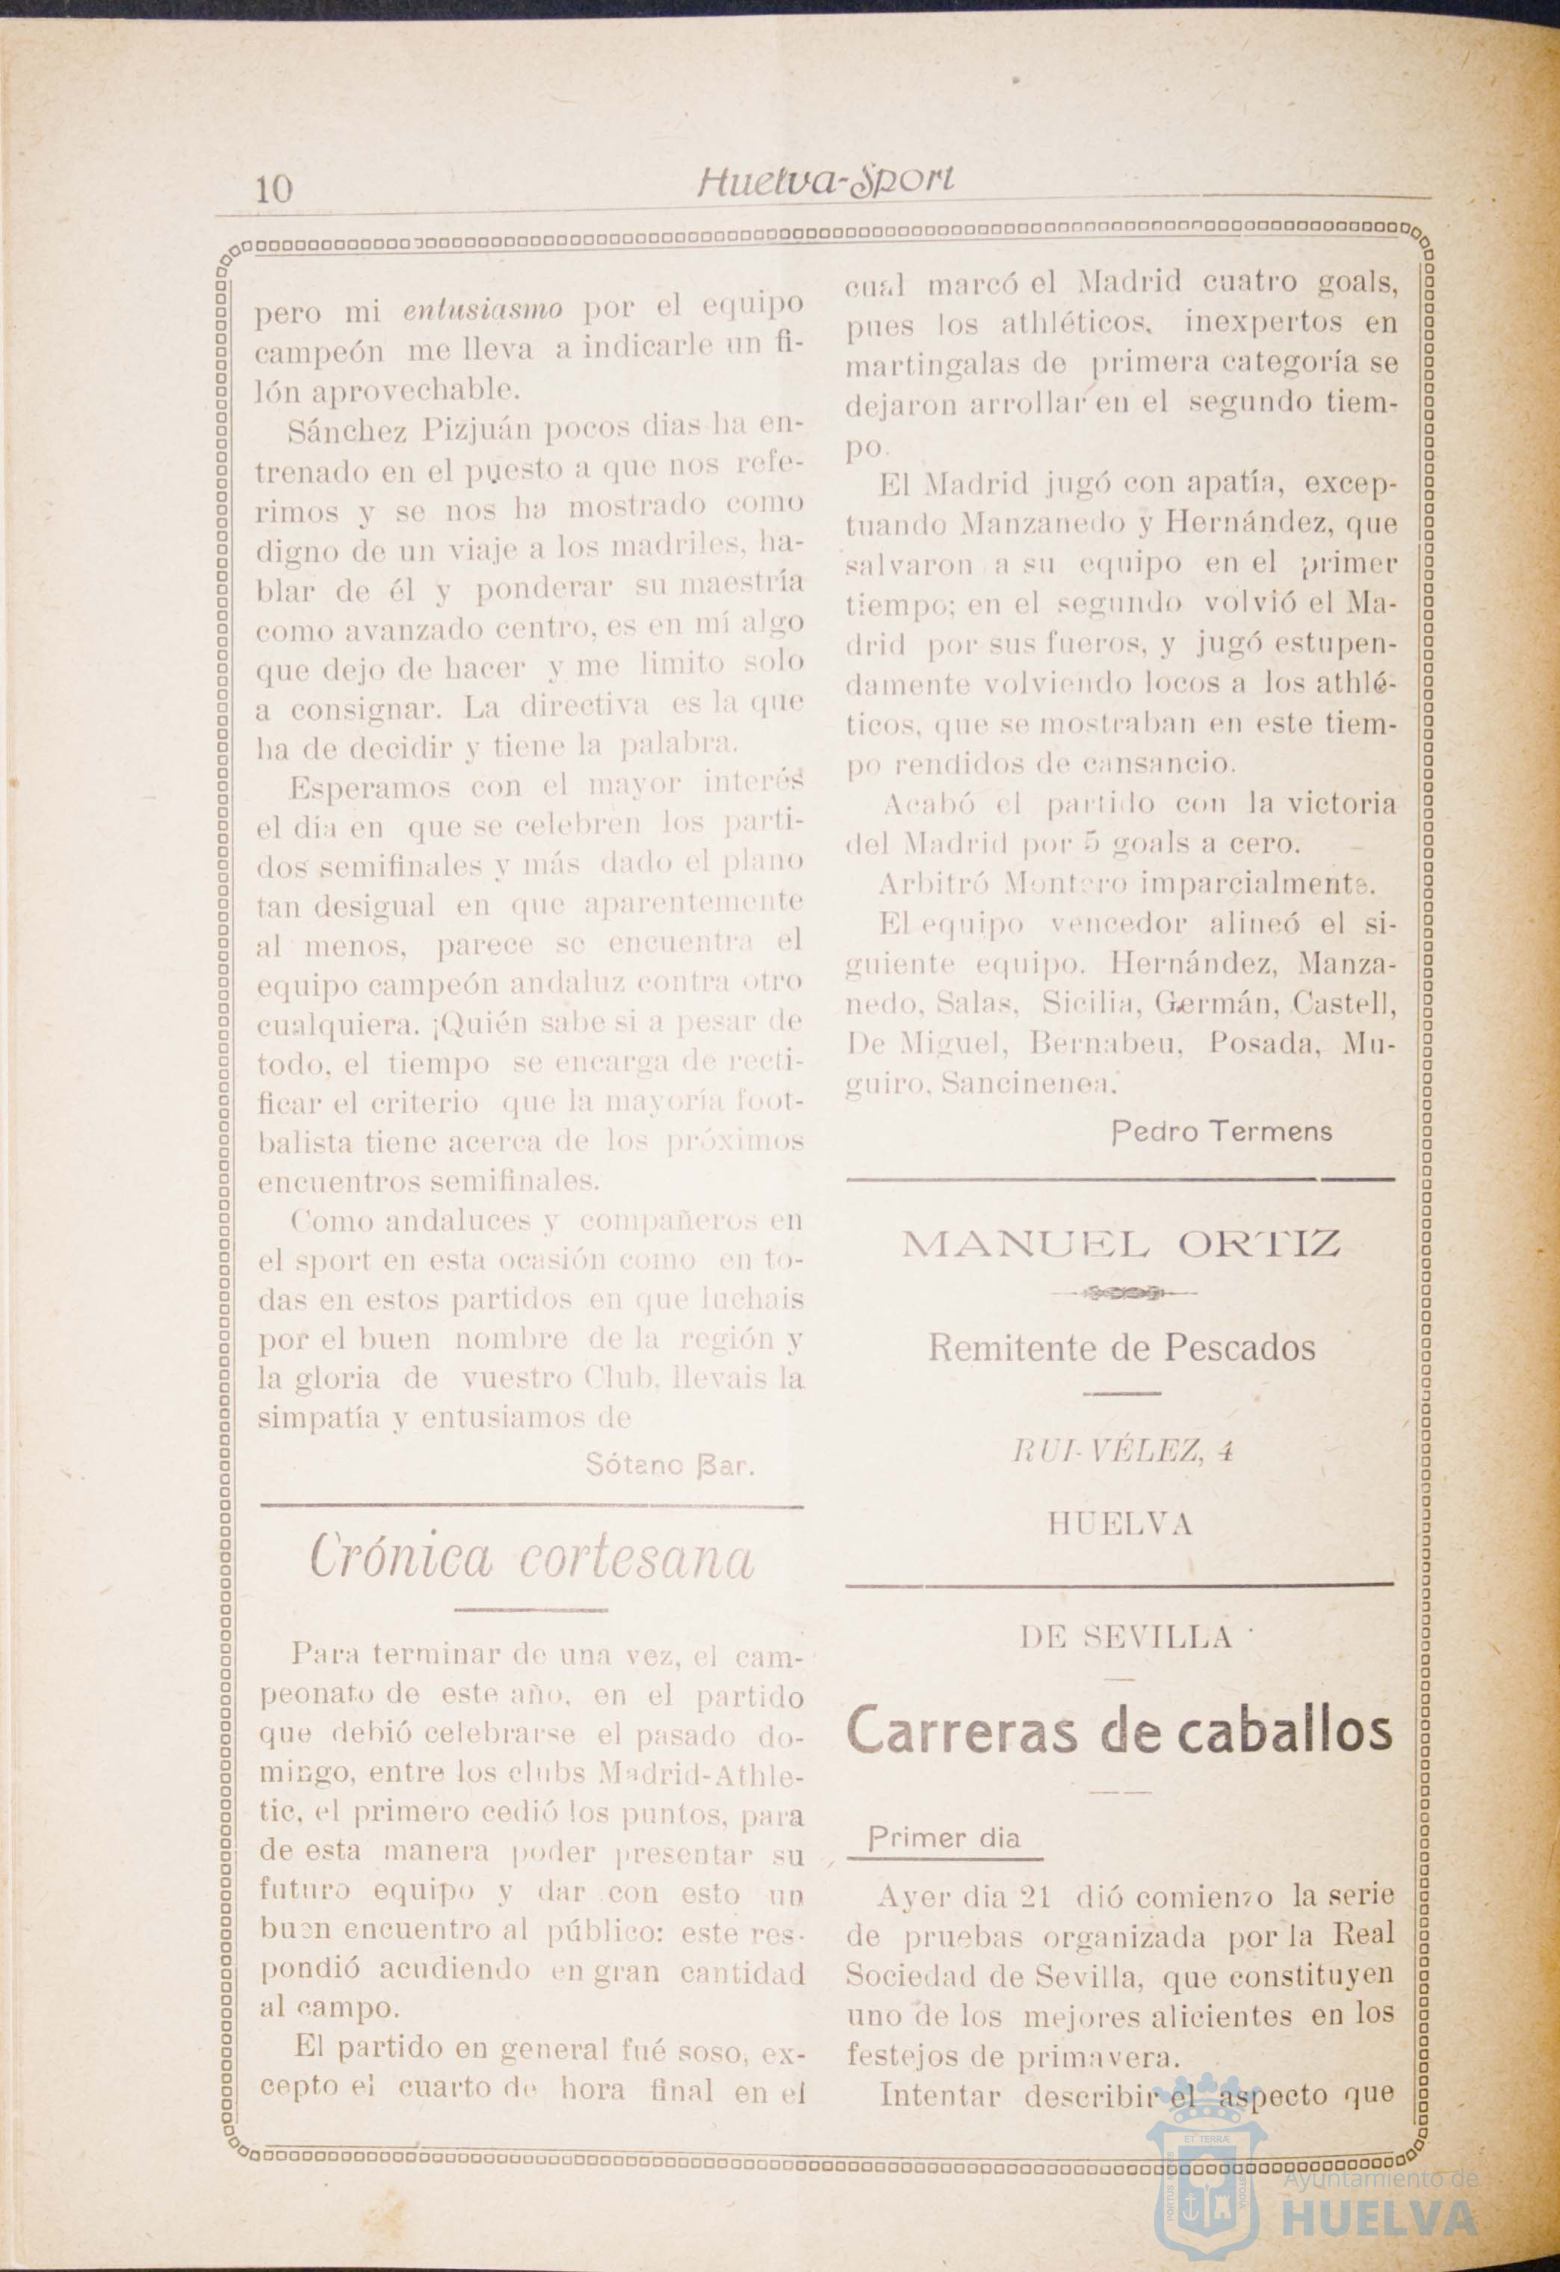 10
Huelva-Sport
pero mi entusiasmo por el equipo
campeón me lleva a indicarle un fi-
lón aprovechable.
Sánchez Pizjuán pocos dias ha en-
trenado en el puesto a que nos refe-
rimos y se nos ha mostrado como
digno de un viaje a los madriles, ha-
blar de él y ponderar su maestría
como avanzado centro, es en mí algo
que dejo de hacer y me limito solo
a consignar. La directiva es la que
ha de decidir y tiene la palabra.
Esperamos con el mayor interés
el día en que se celebren los parti-
dos semifinales y más dado el plano
tan desigual en que aparentemente
al menos, parece se encuentra el
equipo campeón andaluz contra otro
cualquiera. ¡Quién sabe si a pesar de
todo, el tiempo se encarga de recti-
ficar el criterio que la mayoría foot-
balista tiene acerca de los próximos
encuentros semifinales.
Como andaluces y compañeros en
el sport en esta ocasión como en to-
das en estos partidos en que luchais
por el buen nombre de la región y
la gloria de vuestro Club, llevais la
simpatía y entusiamos de
Sótano Bar.
Crónica cortesana
Para terminar de una vez, el cam-
peonato de este año, en el partido
que debió celebrarse el pasado do-
mingo, entre los clubs Madrid-Athle-
tic, el primero cedió los puntos, para
de esta manera poder presentar su
futuro equipo y dar con esto un
buen encuentro al público: este res-
pondió acudiendo en gran cantidad
al campo.
El partido en general fué soso, ex-
cepto el cuarto de hora final en el
cual marcó el Madrid cuatro goals,
pues los athléticos, inexpertos en
martingalas de primera categoría se
dejaron arrollar en el segundo tiem-
po.
El Madrid jugó con apatía, excep-
tuando Manzanedo y Hernández, que
salvaron a su equipo en el primer
tiempo; en el segundo volvió el Ma-
drid por sus fueros, y jugó estupen-
damente volviendo locos a los athlé-
ticos, que se mostraban en este tiem-
po rendidos de cansancio.
Acabó el partido con la victoria
del Madrid por 5 goals a cero.
Arbitró Montero imparcialmente.
El equipo vencedor alineó el si-
guiente equipo. Hernández, Manza-
nedo, Salas, Sicilia, Germán, Castell,
De Miguel, Bernabeu, Posada, Mu-
guiro, Sancinenea.
Pedro Termens
MANUEL ORTIZ
Remitente de Pescados
RUI-VÉLEZ, 4
HUELVA
DE SEVILLA
Carreras de caballos
Primer dia
Ayer dia 21 dió comienzo la serie
de pruebas organizada por la Real
Sociedad de Sevilla, que constituyen
uno de los mejores alicientes en los
festejos de primavera.
Intentar describir el aspecto que
ET TERRÆ
Ayuntamiento de
HUELVA